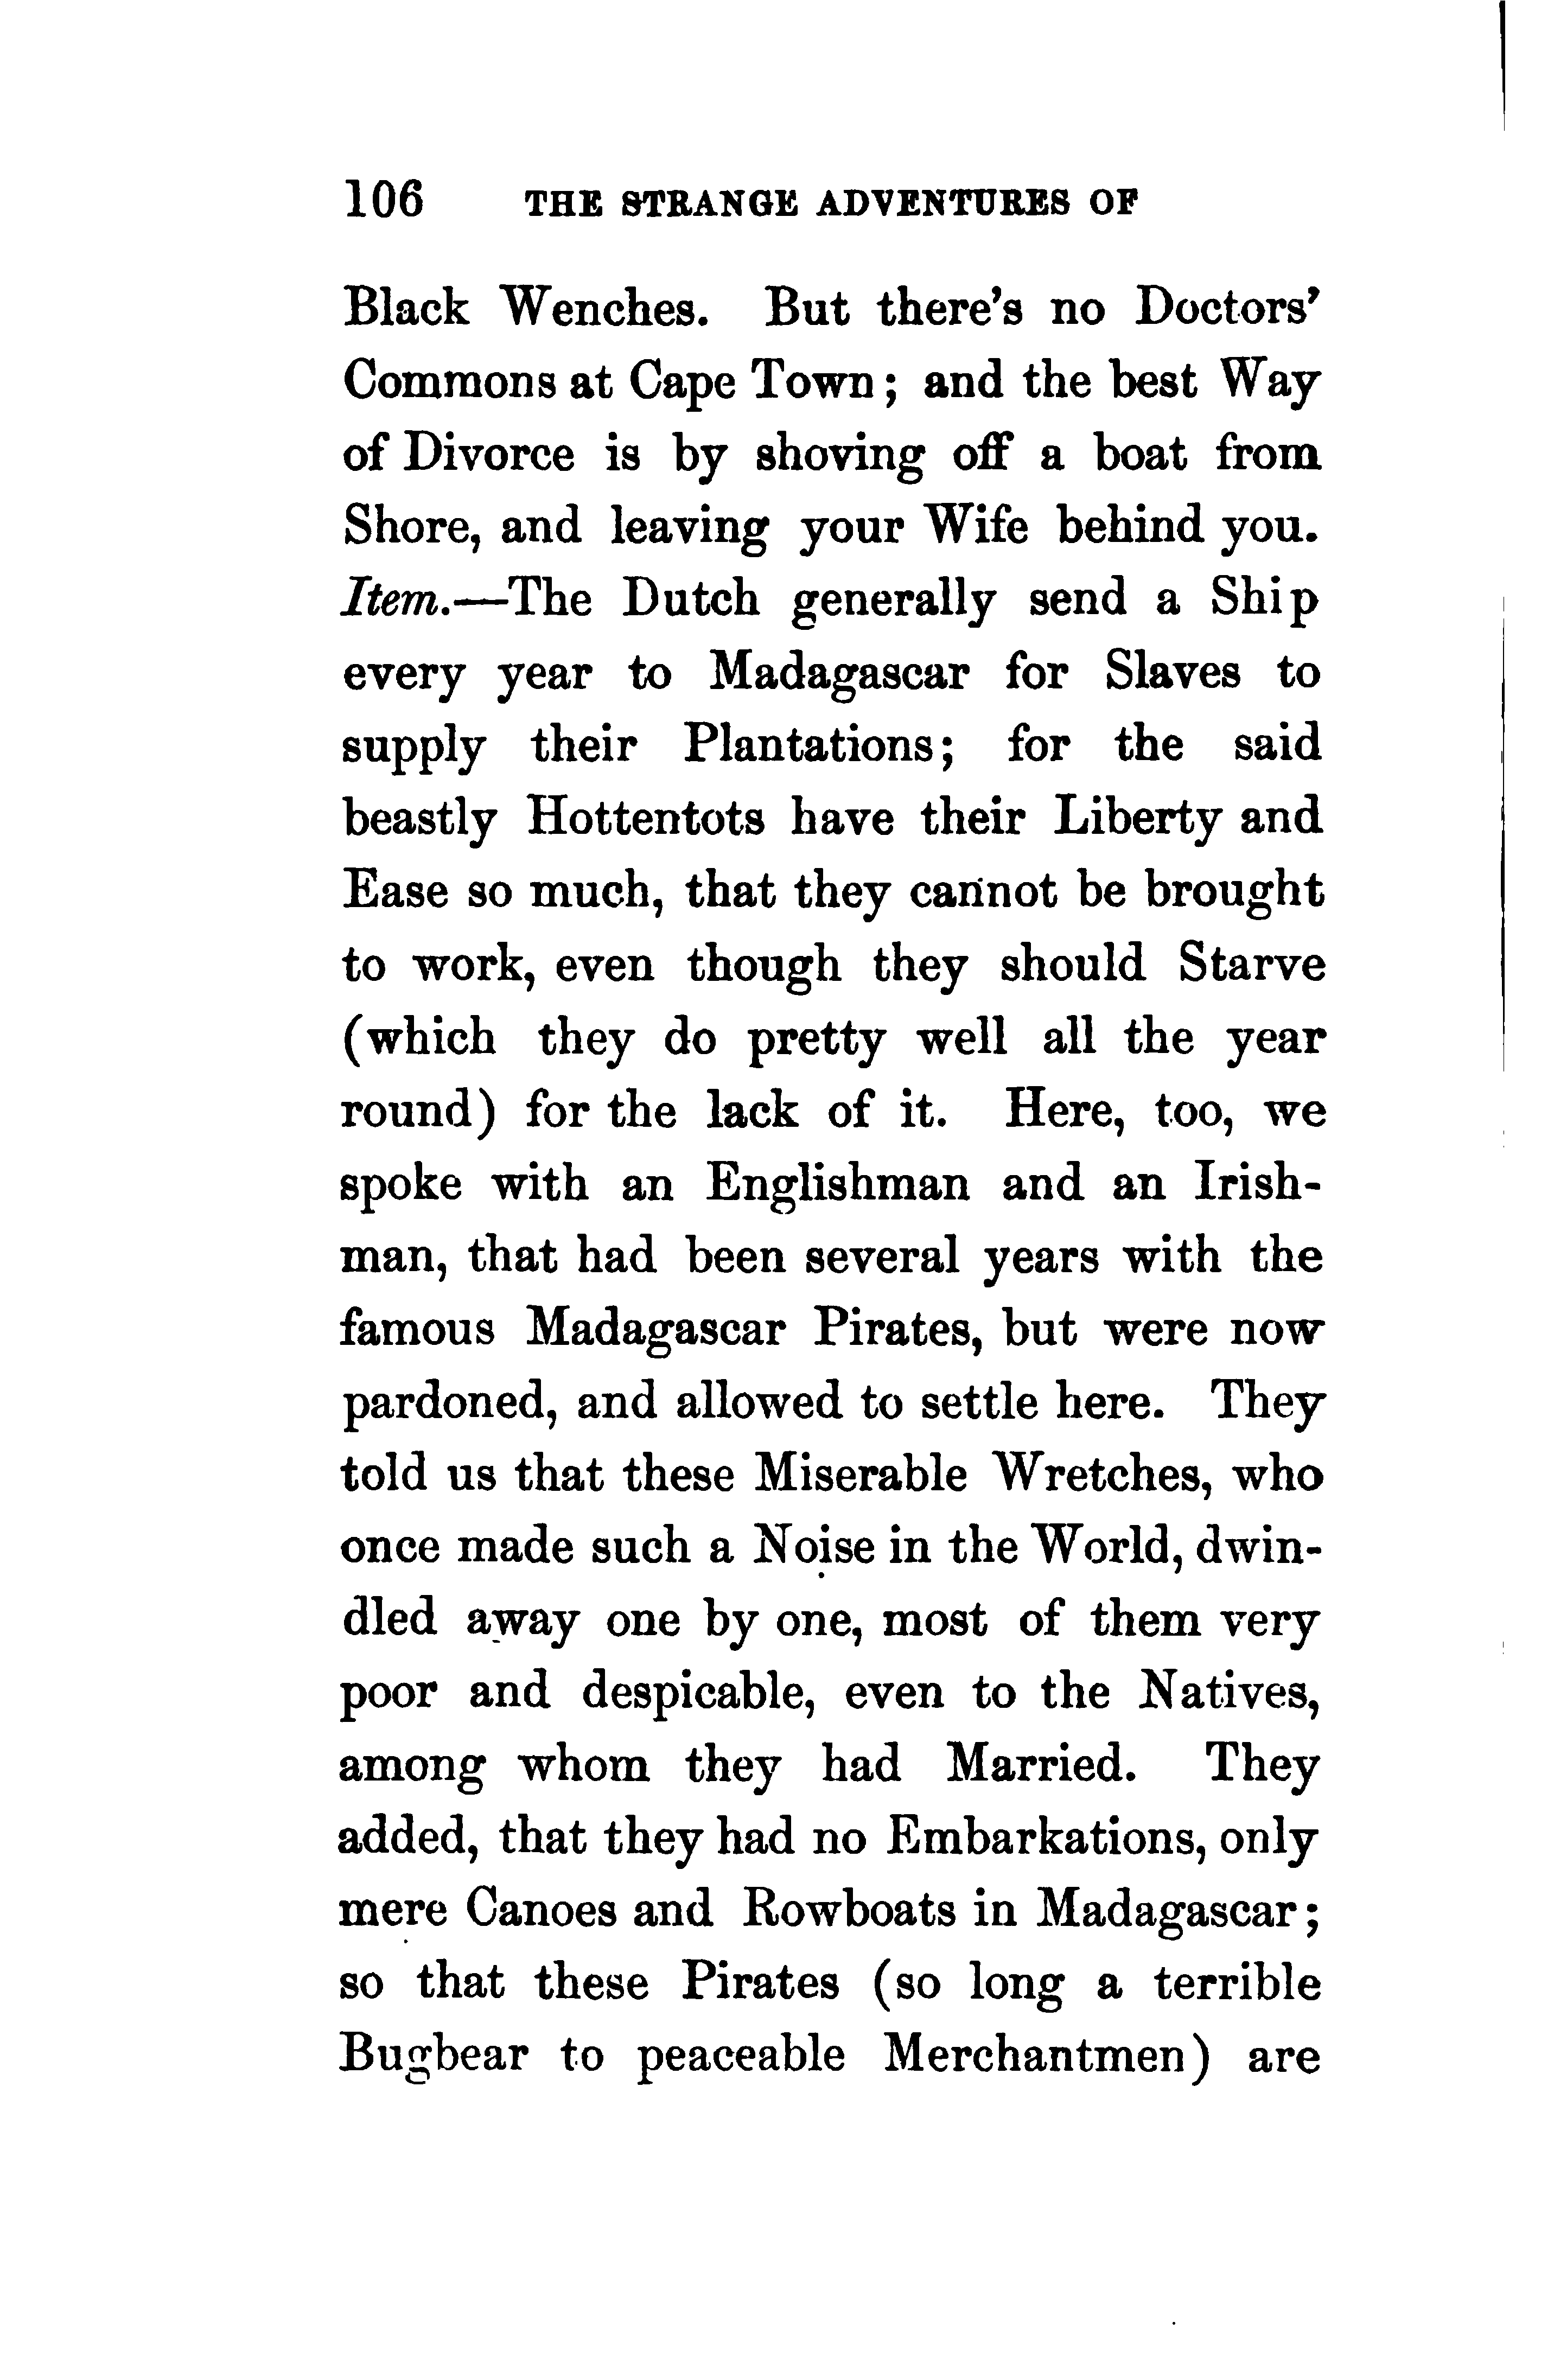 106 THE STRANGE ADVENTURES OF
Black Wenches. But there's no Doctors'
Commons at Cape Town; and the best Way
of Divorce is by shoving off a boat from
Shore, and leaving your Wife behind you.
Item.—The Dutch generally send a Ship
every year to Madagascar for Slaves to
supply their Plantations; for the said
beastly Hottentots have their Liberty and
Ease so much, that they cannot be brought
to work, even though they should Starve
(which they do pretty well all the year
round) for the lack of it. Here, too, we
spoke with an Englishman and an Irish-
man, that had been several years with the
famous Madagascar Pirates, but were now
pardoned, and allowed to settle here. They
told us that these Miserable Wretches, who
once made such a Noise in the World, dwin-
dled away one by one, most of them very
poor and despicable, even to the Natives,
among whom they had Married. They
added, that they had no Embarkations, only
mere Canoes and Rowboats in Madagascar;
so that these Pirates (so long a terrible
Bugbear to peaceable Merchantmen) are